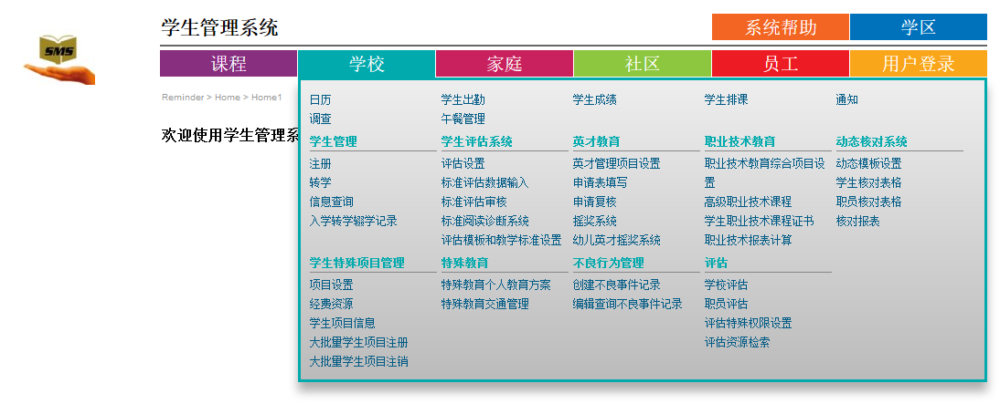 学生管理系统
系统帮助
学区
SMS
课程
学校
家庭
社区
员工
用户登录
Reminder > Home > Home1
欢迎使用学生管理系
日历
学生出勤
学生成绩
学生排课
通知
调查
午餐管理
学生管理
注册
转学
信息查询
入学转学辍学记录
学生评估系统
评估设置
标准评估数据输入
标准评估审核
标准阅读诊断系统
评估模板和教学标准设置
英才教育
英才管理项目设置
申请表填写
申请复核
摇奖系统
幼儿英才摇奖系统
职业技术教育
职业技术教育综合项目设
置
高级职业技术课程
学生职业技术课程证书
职业技术报表计算
动态核对系统
动态模板设置
学生核对表格
职员核对表格
核对报表
学生特殊项目管理
项目设置
经费资源
学生项目信息
大批量学生项目注册
大批量学生项目注销
特殊教育
特殊教育个人教育方案
特殊教育交通管理
不良行为管理
创建不良事件记录
编辑查询不良事件记录
评估
学校评估
职员评估
评估特殊权限设置
评估资源检索